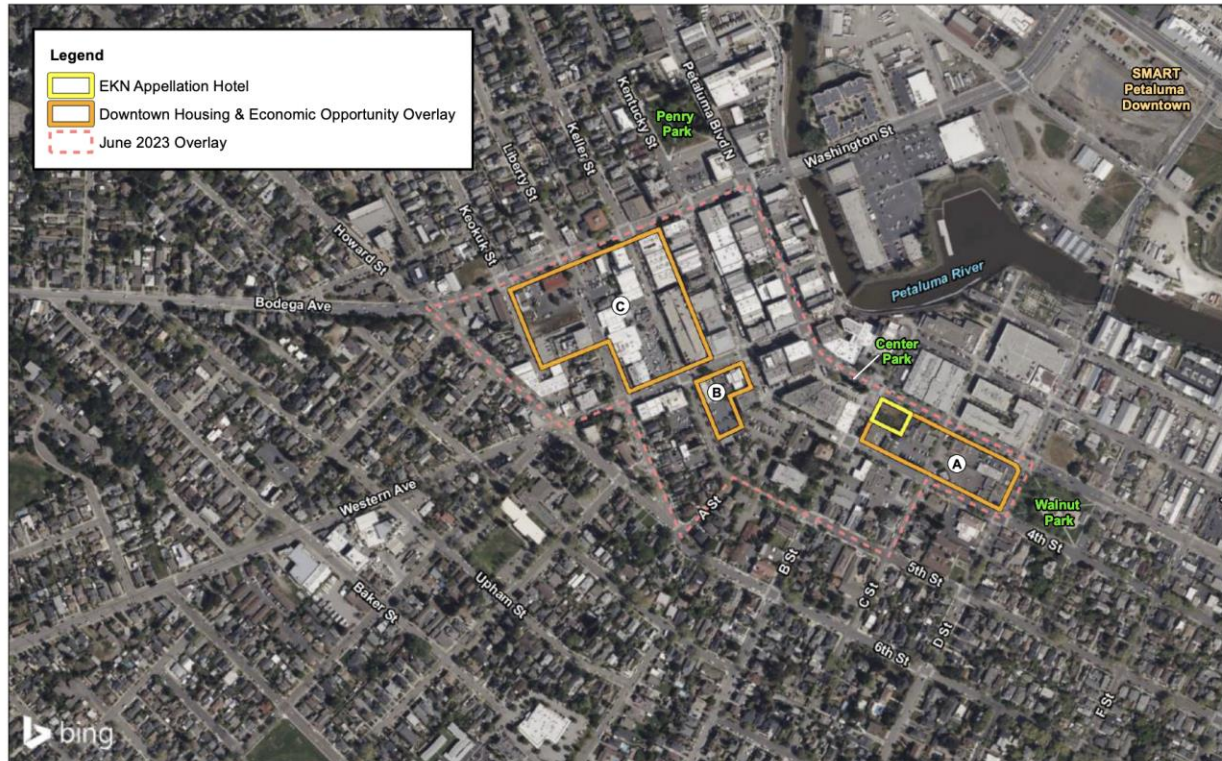 Legend
EKN Appellation Hotel
Downtown Housing & Economic Opportunity Overlay
June 2023 Overlay
SMART
Petaluma
Downtown
Penry
Park
Petaluma Blvd N
Kentucky St
Keller St
Liberty St
Keokuk St
Howard St
Washington St
Bodega Ave
Petaluma River
C
B
A
Center
Park
Walnut
Park
Western Ave
A St
B St
C St
D St
F St
4th St
5th St
6th St
Upham St
Baker St
bing